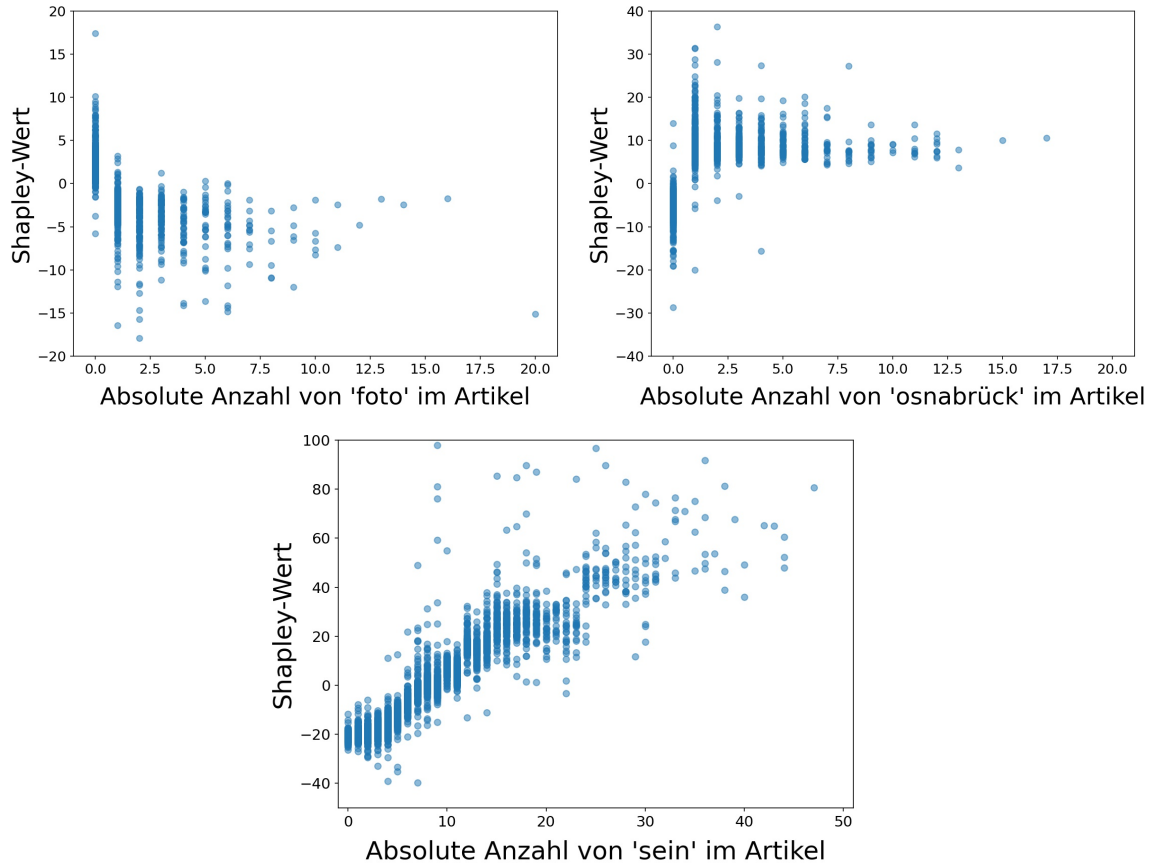 20
15
10
5
0
−5
−10
−15
−20
Shapley-Wert
0.0 2.5 5.0 7.5 10.0 12.5 15.0 17.5 20.0
Absolute Anzahl von 'foto' im Artikel
40
30
20
10
0
−10
−20
−30
−40
Shapley-Wert
0.0 2.5 5.0 7.5 10.0 12.5 15.0 17.5 20.0
Absolute Anzahl von 'osnabrück' im Artikel
100
80
60
40
20
0
−20
−40
Shapley-Wert
0 10 20 30 40 50
Absolute Anzahl von 'sein' im Artikel